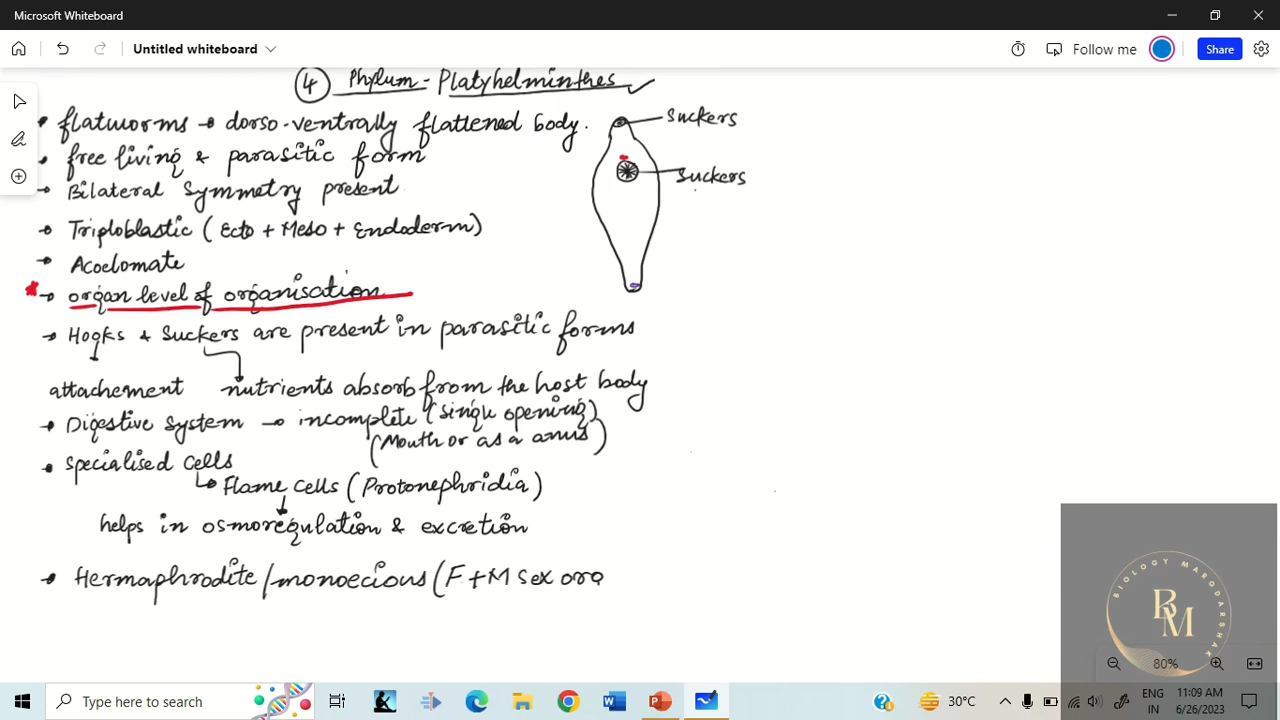 Microsoft Whiteboard
Untitled whiteboard
Follow me
Share
④ Phylum - Platyhelminthes
flatworms → dorso-ventrally flattened body.
free living & parasitic form
Bilateral Symmetry present
Triploblastic (Ecto + Meso + Endoderm)
Acoelomate
organ level of organisation
Hooks & Suckers are present in parasitic forms
attachement nutrients absorb from the host body
Digestive System → incomplete (Single opening)
(Mouth or as a anus)
Specialised cells
Flame cells (Protonephridia)
helps in osmoregulation & excretion
Hermaphrodite/monoecious (F+M Sex orga
Suckers
Suckers
BIOLOGY MARGDARSHAK
BM
80%
Type here to search
30°C
ENG
IN
11:09 AM
6/26/2023